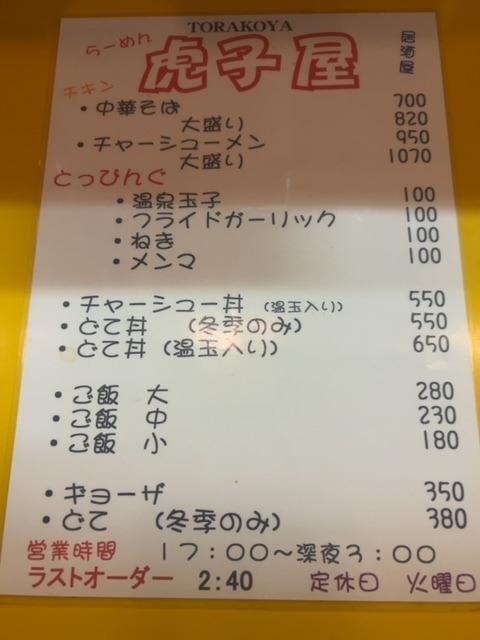 TORAKOYA
らーめん 虎子屋 居酒屋
チキン
・中華そば 700
大盛り 820
・チャーシューメン 950
大盛り 1070
とっぴんぐ
・温泉玉子 100
・フライドガーリック 100
・ねぎ 100
・メンマ 100
・チャーシュー丼 (温玉入り) 550
・どて丼 (冬季のみ) 550
・どて丼 (温玉入り) 650
・ご飯 大 280
・ご飯 中 230
・ご飯 小 180
・ギョーザ 350
・どて (冬季のみ) 380
営業時間 17:00~深夜3:00
ラストオーダー 2:40 定休日 火曜日